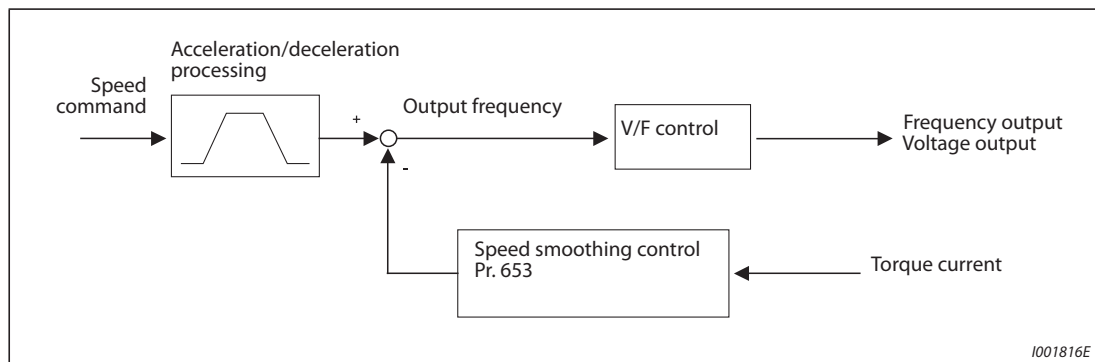 Acceleration/deceleration
processing
Speed
command
+
Output frequency
V/F control
Frequency output
Voltage output
-
Speed smoothing control
Pr. 653
Torque current
I001816E